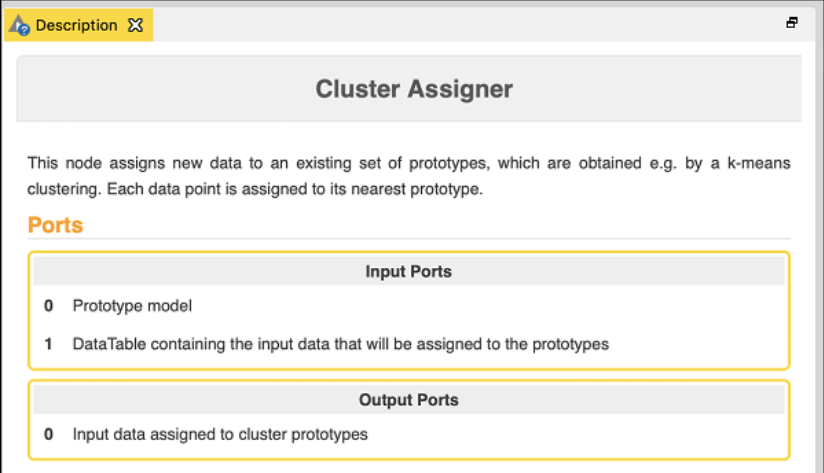 Description
Cluster Assigner
This node assigns new data to an existing set of prototypes, which are obtained e.g. by a k-means
clustering. Each data point is assigned to its nearest prototype.
Ports
Input Ports
0 Prototype model
1 DataTable containing the input data that will be assigned to the prototypes
Output Ports
0 Input data assigned to cluster prototypes